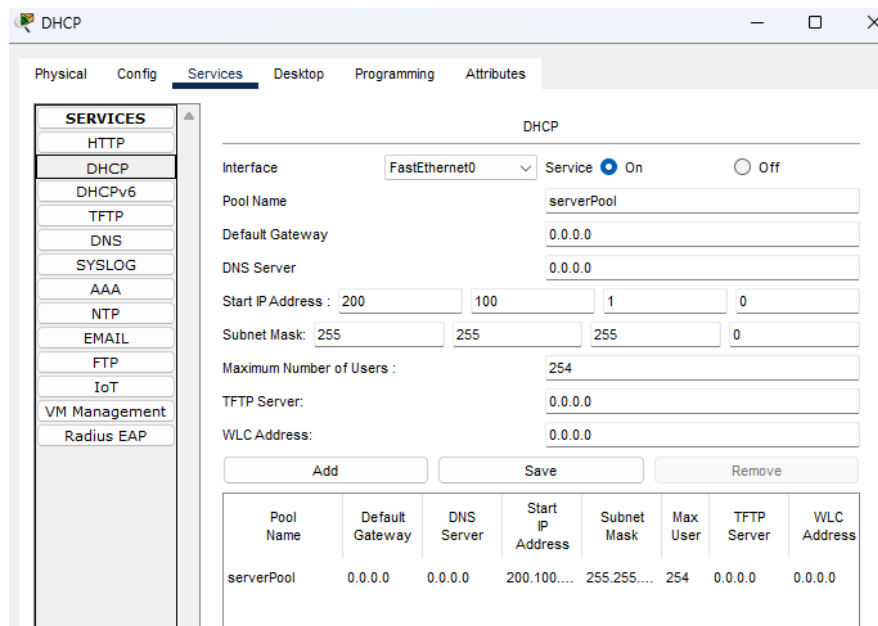 DHCP
Physical Config Services Desktop Programming Attributes
SERVICES
HTTP
DHCP
DHCPv6
TFTP
DNS
SYSLOG
AAA
NTP
EMAIL
FTP
IoT
VM Management
Radius EAP
DHCP
Interface FastEthernet0 Service On Off
Pool Name serverPool
Default Gateway 0.0.0.0
DNS Server 0.0.0.0
Start IP Address : 200 100 1 0
Subnet Mask: 255 255 255 0
Maximum Number of Users : 254
TFTP Server: 0.0.0.0
WLC Address: 0.0.0.0
Add Save Remove
Pool Name Default Gateway DNS Server Start IP Address Subnet Mask Max User TFTP Server WLC Address
serverPool 0.0.0.0 0.0.0.0 200.100.... 255.255.... 254 0.0.0.0 0.0.0.0